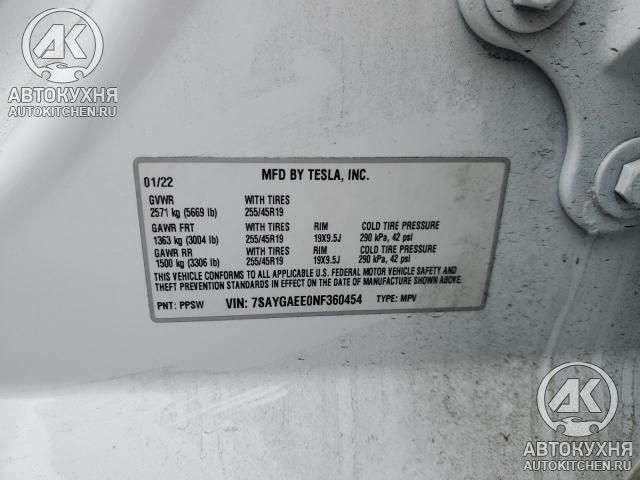 АК
АВТОКУХНЯ
AUTOKITCHEN.RU
MFD BY TESLA, INC.
01/22
GVWR WITH TIRES
2571 kg (5669 lb) 255/45R19
GAWR FRT WITH TIRES RIM COLD TIRE PRESSURE
1363 kg (3004 lb) 255/45R19 19X9.5J 290 kPa, 42 psi
GAWR RR WITH TIRES RIM COLD TIRE PRESSURE
1500 kg (3306 lb) 255/45R19 19X9.5J 290 kPa, 42 psi
THIS VEHICLE CONFORMS TO ALL APPLICABLE U.S. FEDERAL MOTOR VEHICLE SAFETY AND
THEFT PREVENTION STANDARDS IN EFFECT ON THE DATE OF MANUFACTURE SHOWN ABOVE.
PNT: PPSW VIN: 7SAYGAEE0NF360454 TYPE: MPV
АК
АВТОКУХНЯ
AUTOKITCHEN.RU